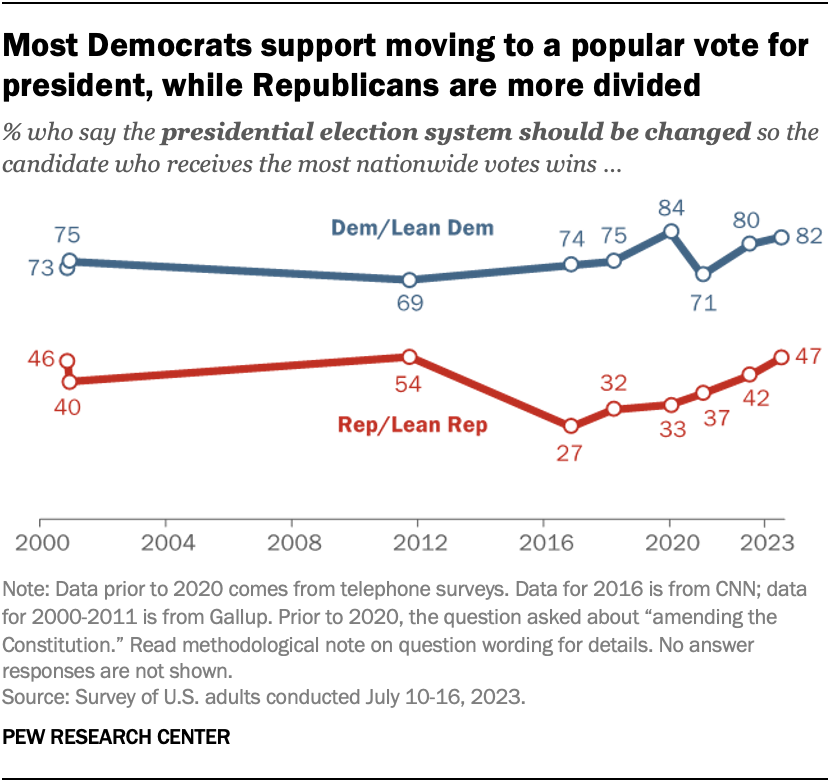 Most Democrats support moving to a popular vote for
president, while Republicans are more divided
% who say the presidential election system should be changed so the
candidate who receives the most nationwide votes wins ...
Dem/Lean Dem
75
73
69
74
75
84
71
80
82
Rep/Lean Rep
46
40
54
27
32
33
37
42
47
2000 2004 2008 2012 2016 2020 2023
Note: Data prior to 2020 comes from telephone surveys. Data for 2016 is from CNN; data
for 2000-2011 is from Gallup. Prior to 2020, the question asked about “amending the
Constitution.” Read methodological note on question wording for details. No answer
responses are not shown.
Source: Survey of U.S. adults conducted July 10-16, 2023.
PEW RESEARCH CENTER